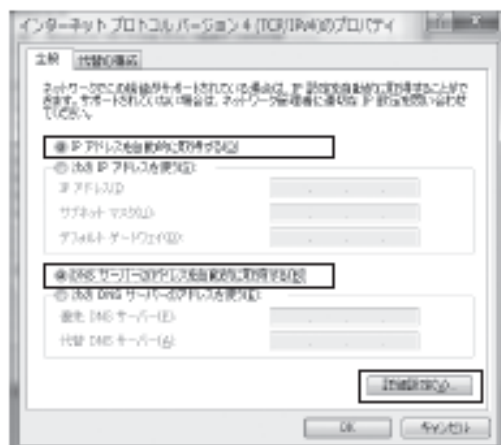 インターネット プロトコル バージョン 4 (TCP/IPv4)のプロパティ
全般 代替の構成
ネットワークでこの機能がサポートされている場合は、IP 設定を自動的に取得することがで
きます。サポートされていない場合は、ネットワーク管理者に適切な IP 設定を問い合わせ
てください。
IP アドレスを自動的に取得する(O)
次の IP アドレスを使う(S):
IP アドレス(I):
サブネット マスク(U):
デフォルト ゲートウェイ(D):
DNS サーバーのアドレスを自動的に取得する(B)
次の DNS サーバーのアドレスを使う(E):
優先 DNS サーバー(P):
代替 DNS サーバー(A):
詳細設定(V)...
OK キャンセル